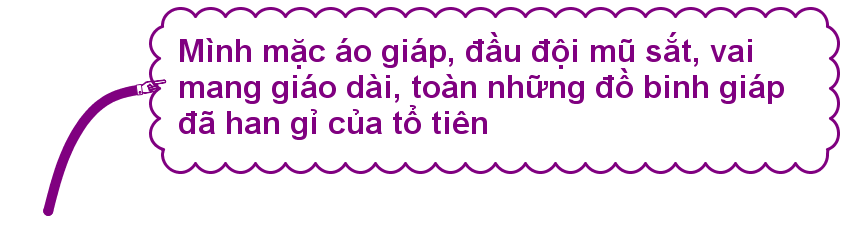 Mình mặc áo giáp, đầu đội mũ sắt, vai
mang giáo dài, toàn những đồ binh giáp
đã han gỉ của tổ tiên